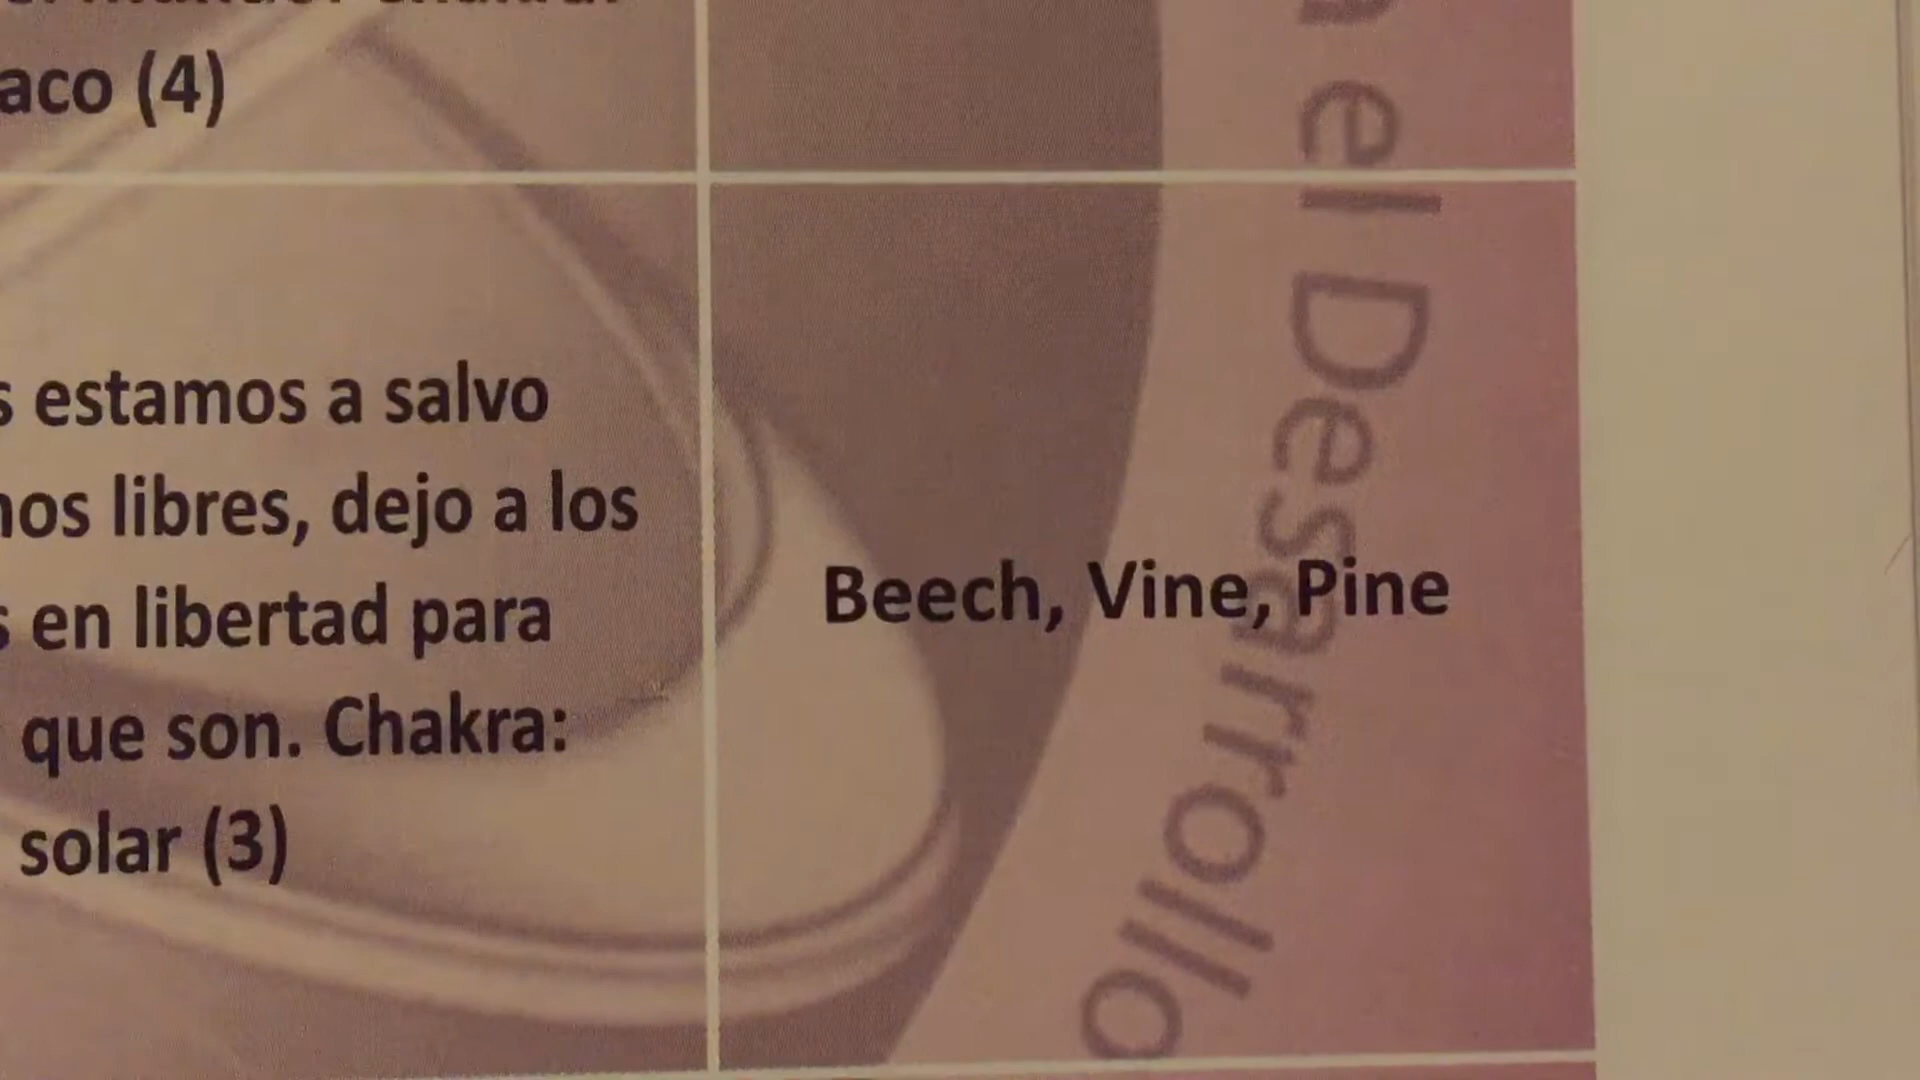 aco (4)
estamos a salvo
libres, dejo a los
en libertad para
que son. Chakra:
solar (3)
Beech, Vine, Pine
el Desarrollo